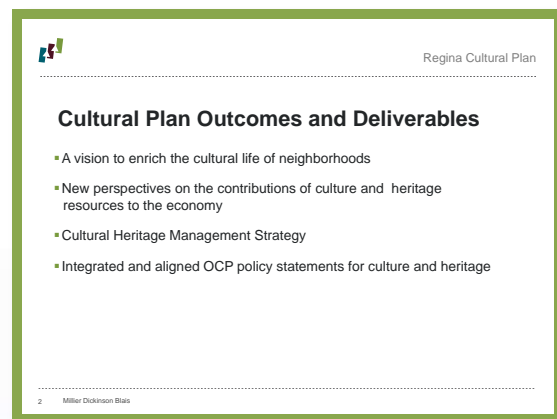 Regina Cultural Plan
Cultural Plan Outcomes and Deliverables
▪ A vision to enrich the cultural life of neighborhoods
▪ New perspectives on the contributions of culture and heritage
resources to the economy
▪ Cultural Heritage Management Strategy
▪ Integrated and aligned OCP policy statements for culture and heritage
2 Millier Dickinson Blais